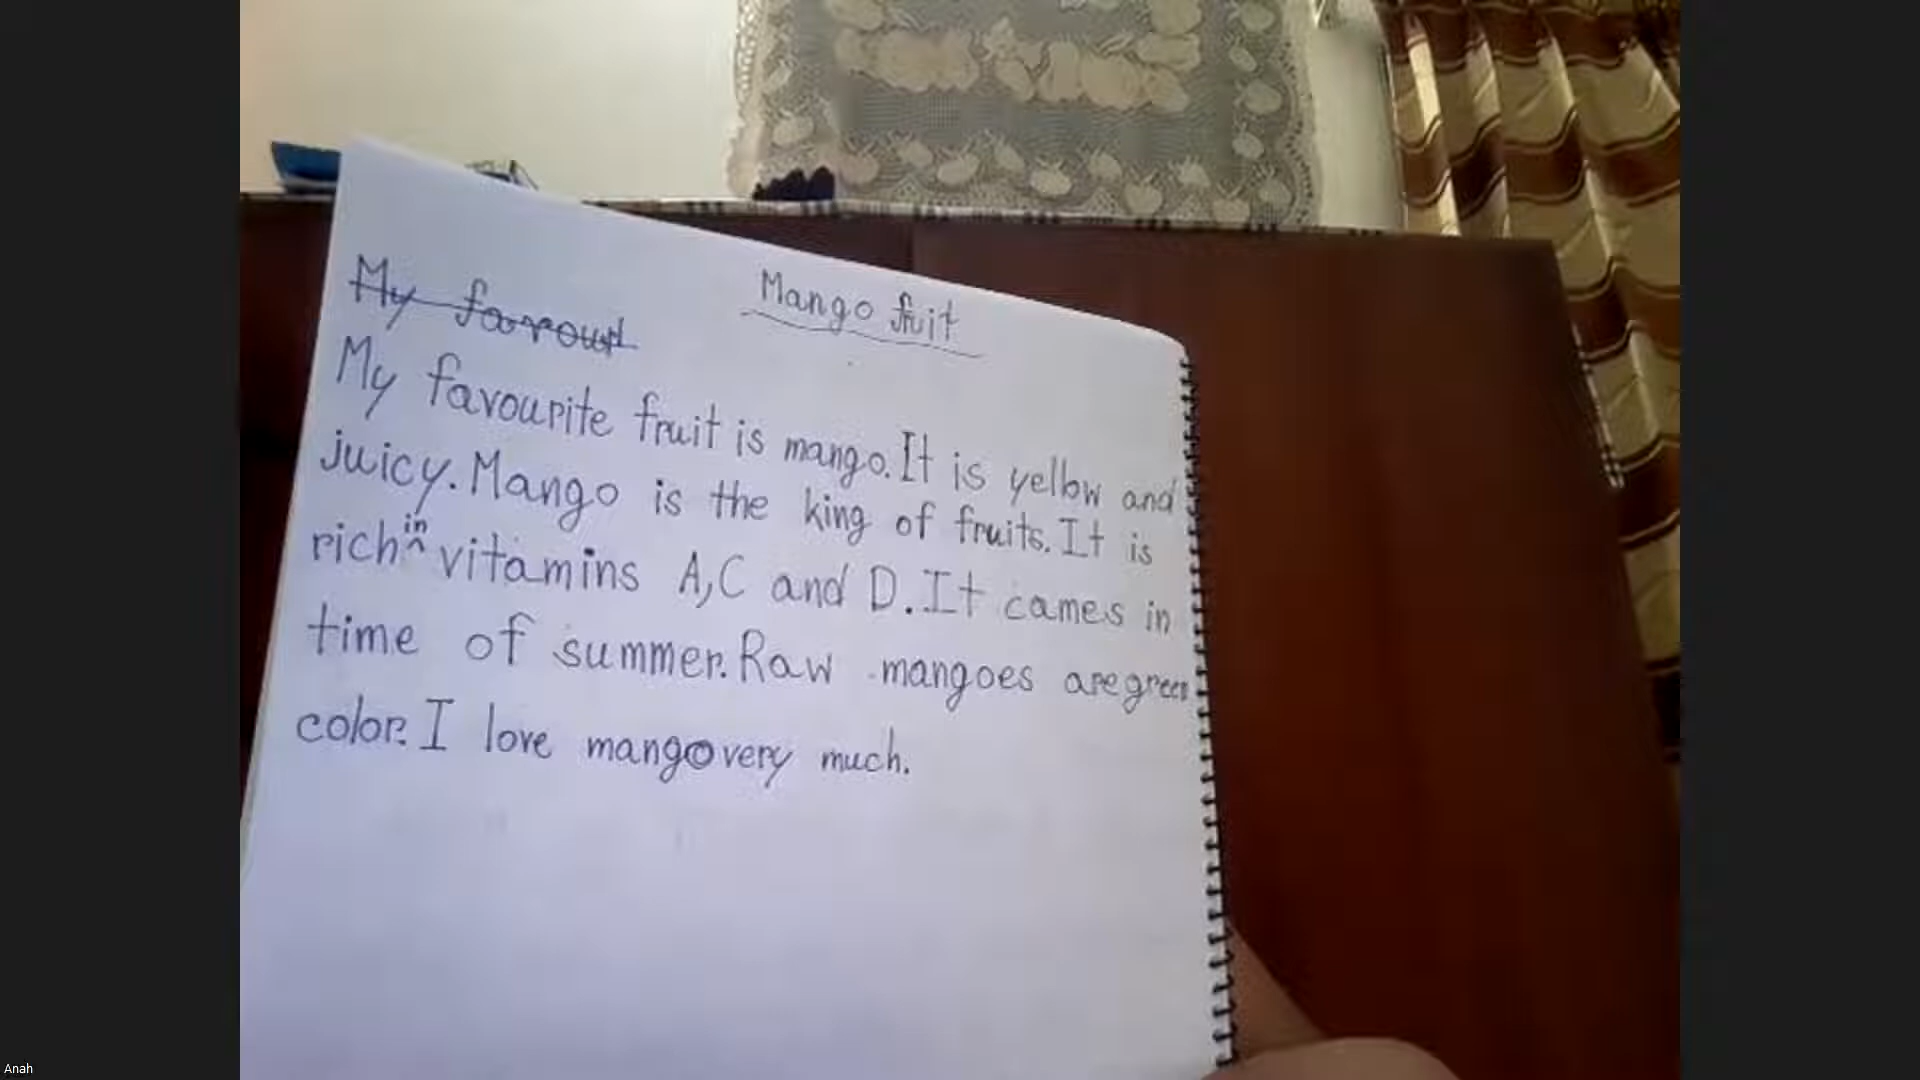 Mango fruit
My favourt
My favourite fruit is mango. It is yellow and
juicy. Mango is the king of fruits. It is
rich in vitamins A, C and D. It cames in
time of summer. Raw mangoes are green
color. I love mango very much.
Anah